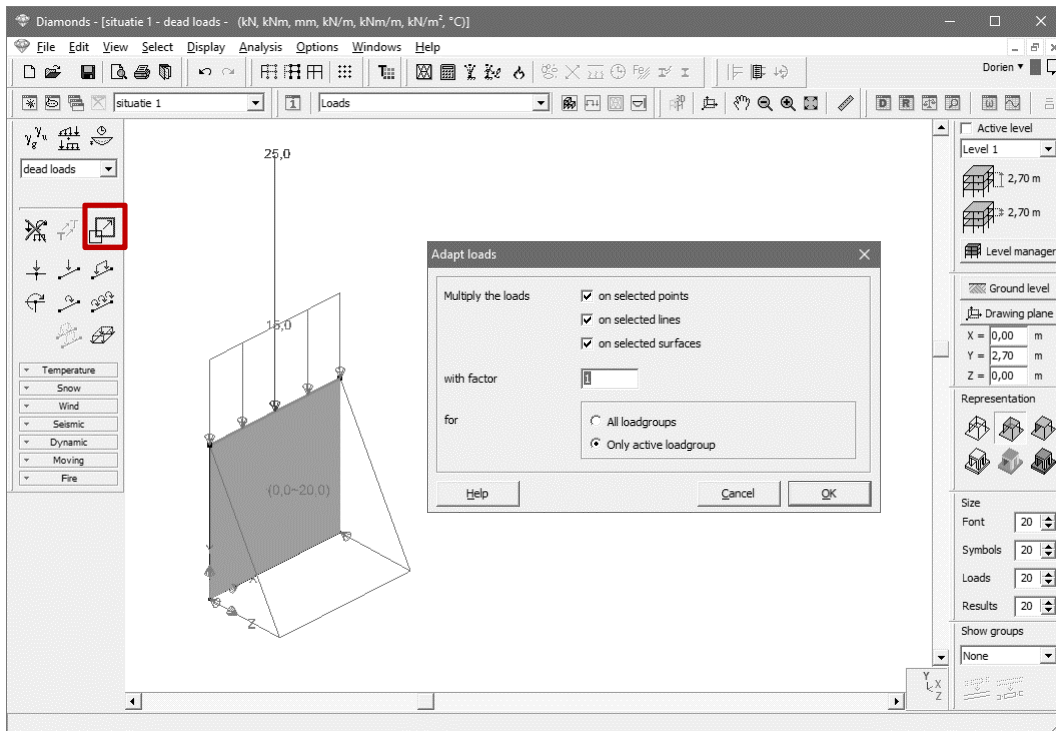 Diamonds - [situatie 1 - dead loads - (kN, kNm, mm, kN/m, kNm/m, kN/m², °C)]
File Edit View Select Display Analysis Options Windows Help
Dorien
situatie 1
1
Loads
D R
dead loads
Temperature
Snow
Wind
Seismic
Dynamic
Moving
Fire
25,0
15,0
(0,0~20,0)
X
Z
Adapt loads
Multiply the loads
on selected points
on selected lines
on selected surfaces
with factor
1
for
All loadgroups
Only active loadgroup
Help
Cancel
OK
Y
X
Z
Active level
Level 1
2,70 m
2,70 m
Level manager
Ground level
Drawing plane
X = 0,00 m
Y = 2,70 m
Z = 0,00 m
Representation
Size
Font 20
Symbols 20
Loads 20
Results 20
Show groups
None